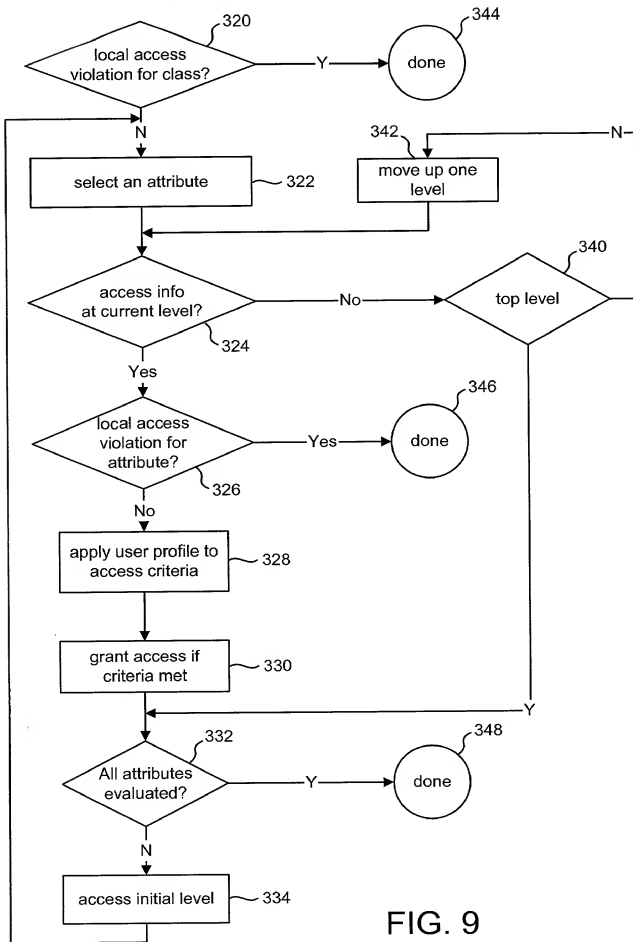 320
local access
violation for
class?
Y
344
done
N
342
N
select an attribute
322
move up one
level
340
access info
at current level?
324
No
top level
Yes
346
local access
violation for
attribute?
326
Yes
done
No
apply user profile to
access criteria
328
grant access if
criteria met
330
Y
332
348
All attributes
evaluated?
Y
done
N
access initial level
334
FIG. 9